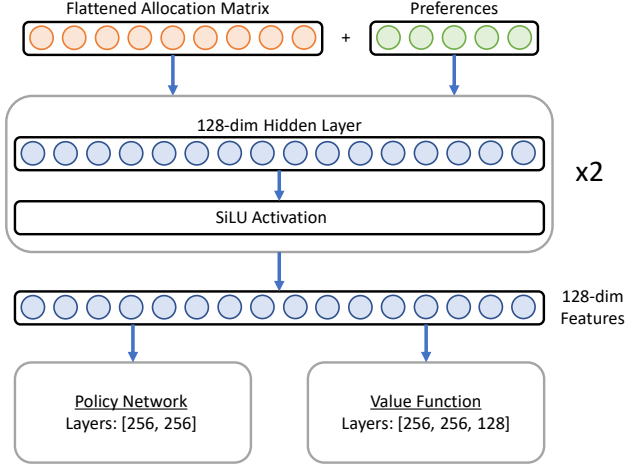 Flattened Allocation Matrix
Preferences
+
128-dim Hidden Layer
SiLU Activation
x2
128-dim
Features
Policy Network
Layers: [256, 256]
Value Function
Layers: [256, 256, 128]